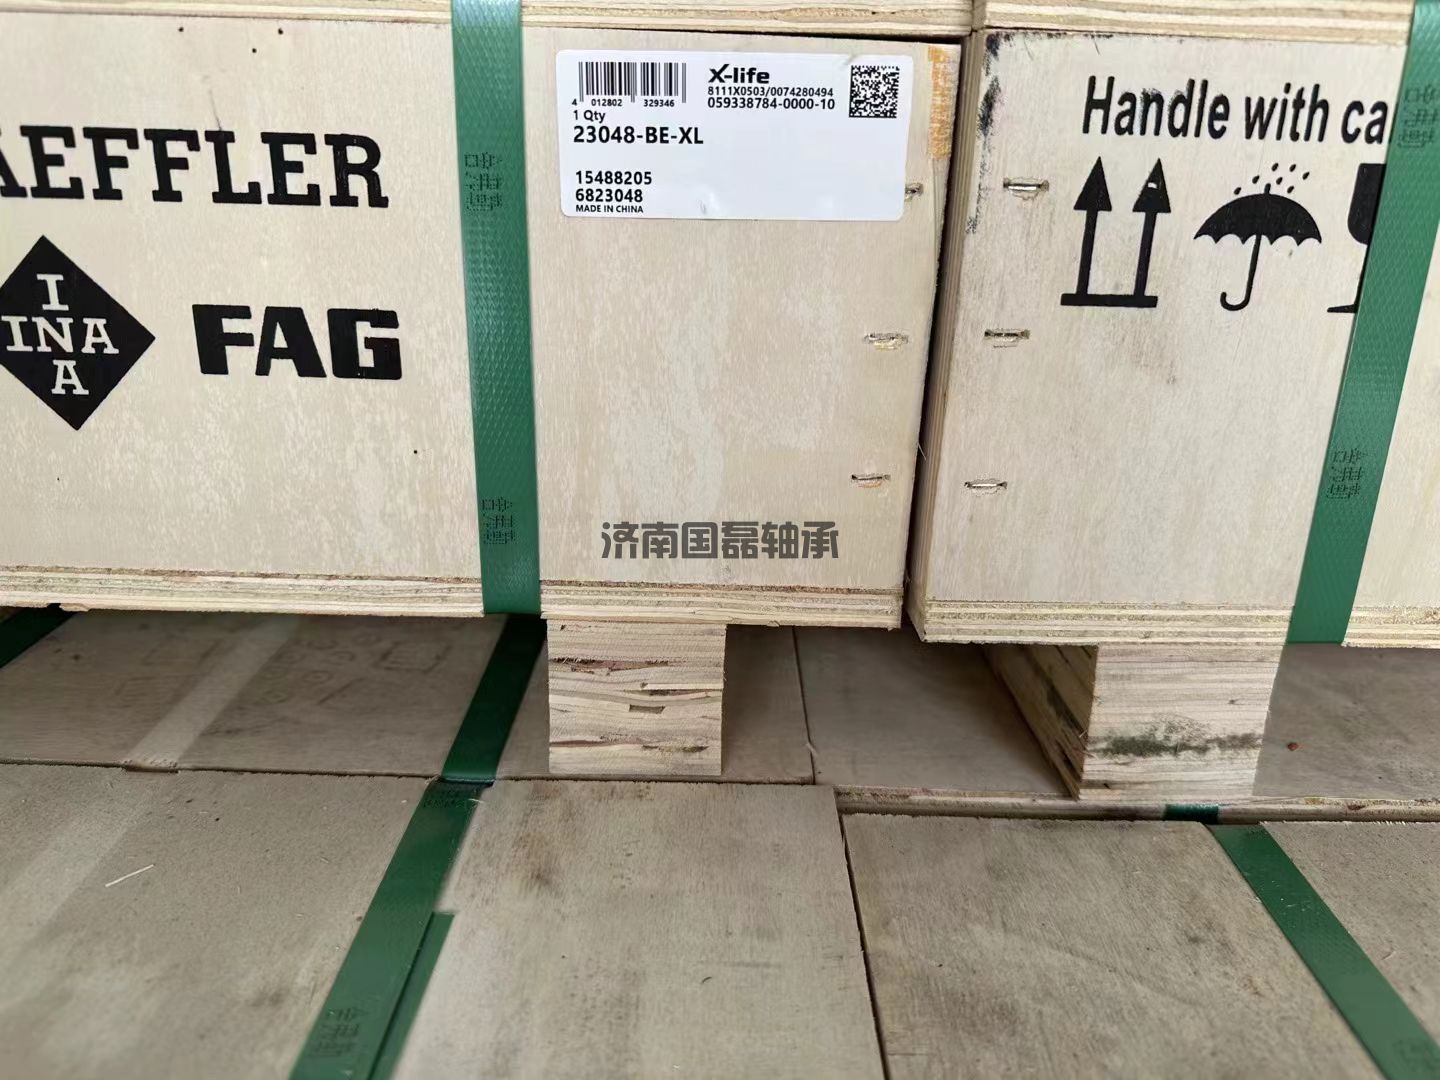 X-life
8111X0503/0074280494
059338784-0000-10
4 012802 329346
1 Qty
23048-BE-XL
15488205
6823048
MADE IN CHINA
AEFFLER
INA
INA
FAG
Handle with ca
济南国磊轴承